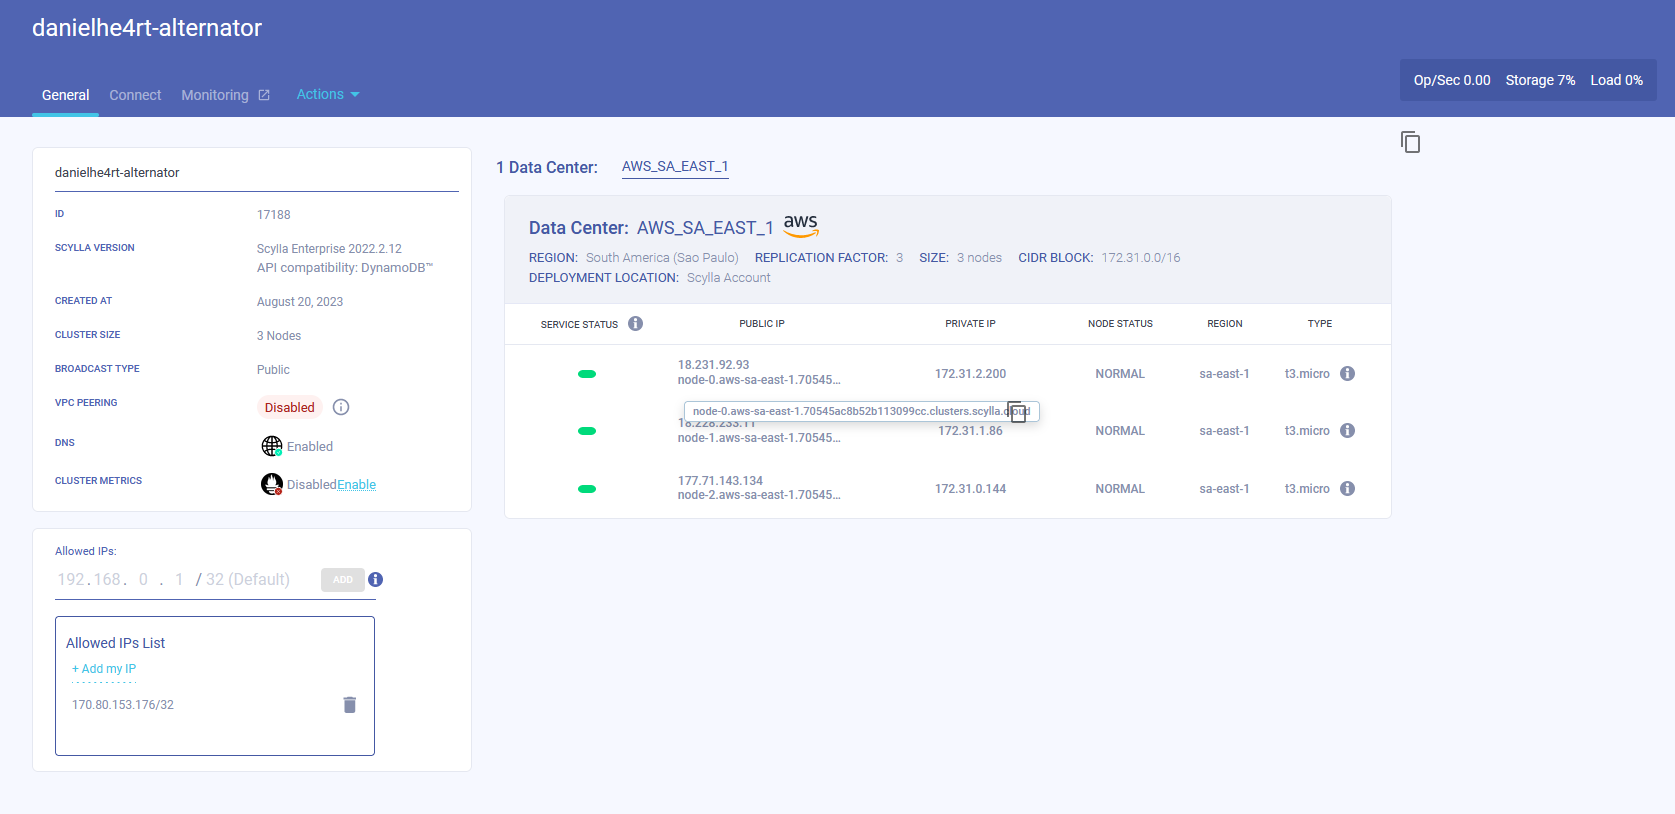 danielhe4rt-alternator
General Connect Monitoring Actions
Op/Sec 0.00 Storage 7% Load 0%
danielhe4rt-alternator
ID 17188
SCYLLA VERSION Scylla Enterprise 2022.2.12
API compatibility: DynamoDB™
CREATED AT August 20, 2023
CLUSTER SIZE 3 Nodes
BROADCAST TYPE Public
VPC PEERING Disabled
DNS Enabled
CLUSTER METRICS DisabledEnable
Allowed IPs:
192.168. 0 . 1 / 32 (Default) ADD
Allowed IPs List
+ Add my IP
170.80.153.176/32
1 Data Center: AWS_SA_EAST_1
Data Center: AWS_SA_EAST_1 aws
REGION: South America (Sao Paulo) REPLICATION FACTOR: 3 SIZE: 3 nodes CIDR BLOCK: 172.31.0.0/16
DEPLOYMENT LOCATION: Scylla Account
SERVICE STATUS PUBLIC IP PRIVATE IP NODE STATUS REGION TYPE
18.231.92.93
node-0.aws-sa-east-1.70545... 172.31.2.200 NORMAL sa-east-1 t3.micro
node-0.aws-sa-east-1.70545ac8b52b113099cc.clusters.scylla.cloud
18.228.233.11
node-1.aws-sa-east-1.70545... 172.31.1.86 NORMAL sa-east-1 t3.micro
177.71.143.134
node-2.aws-sa-east-1.70545... 172.31.0.144 NORMAL sa-east-1 t3.micro